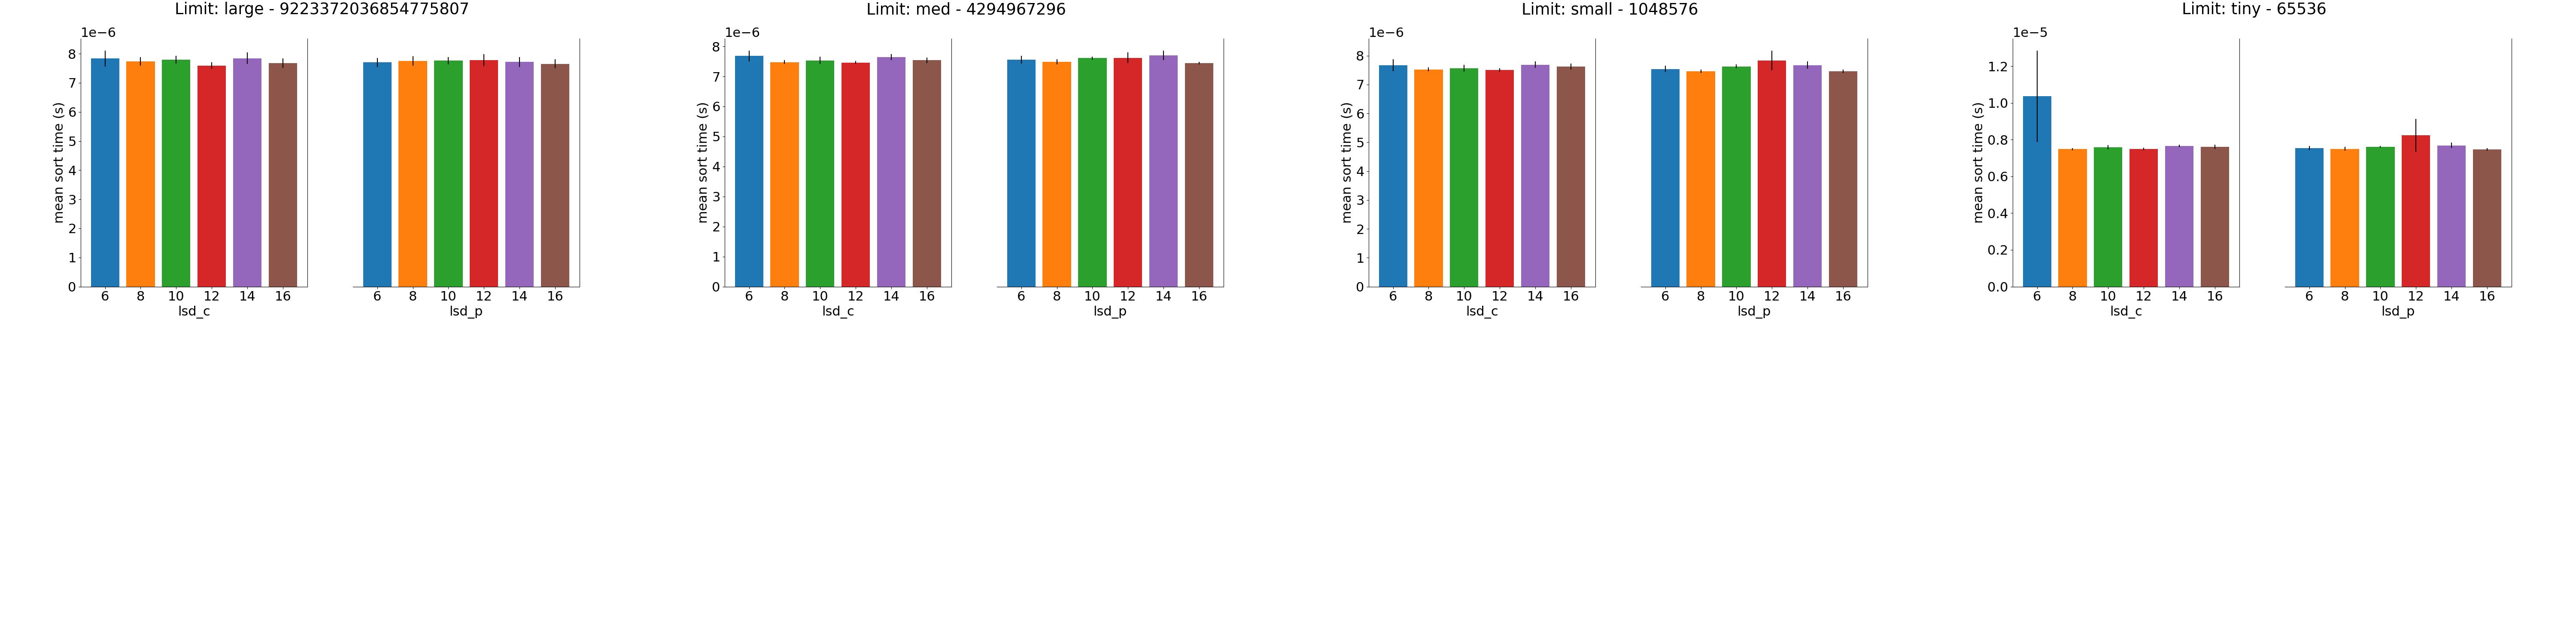 Limit: large - 9223372036854775807
1e−6
mean sort time (s)
8
7
6
5
4
3
2
1
0
6 8 10 12 14 16
lsd_c
6 8 10 12 14 16
lsd_p
Limit: med - 4294967296
1e−6
mean sort time (s)
8
7
6
5
4
3
2
1
0
6 8 10 12 14 16
lsd_c
6 8 10 12 14 16
lsd_p
Limit: small - 1048576
1e−6
mean sort time (s)
8
7
6
5
4
3
2
1
0
6 8 10 12 14 16
lsd_c
6 8 10 12 14 16
lsd_p
Limit: tiny - 65536
1e−5
mean sort time (s)
1.2
1.0
0.8
0.6
0.4
0.2
0.0
6 8 10 12 14 16
lsd_c
6 8 10 12 14 16
lsd_p